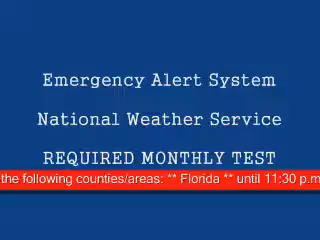 Emergency Alert System
National Weather Service
REQUIRED MONTHLY TEST
the following counties/areas: ** Florida ** until 11:30 p.m